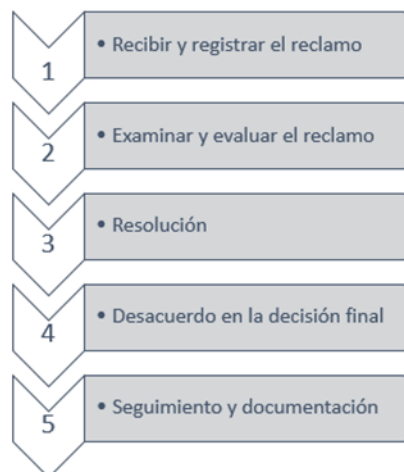 1
• Recibir y registrar el reclamo
2
• Examinar y evaluar el reclamo
3
• Resolución
4
• Desacuerdo en la decisión final
5
• Seguimiento y documentación